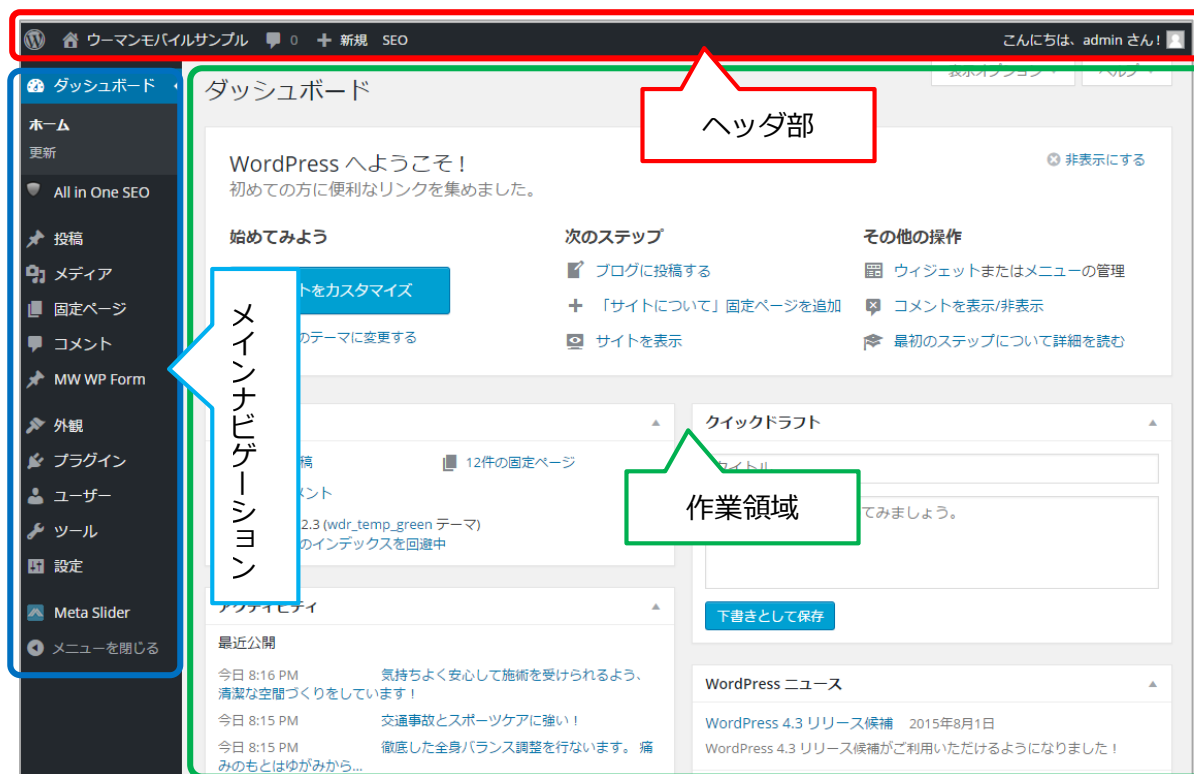 ウーマンモバイルサンプル 0 新規 SEO こんにちは、admin さん!
ダッシュボード
ホーム
更新
All in One SEO
投稿
メディア
固定ページ
コメント
MW WP Form
外観
プラグイン
ユーザー
ツール
設定
Meta Slider
メニューを閉じる
メインナビゲーション
ヘッダ部
作業領域
表示オプション ヘルプ
ダッシュボード
WordPress へようこそ!
初めての方に便利なリンクを集めました。
非表示にする
始めてみよう
トをカスタマイズ
のテーマに変更する
次のステップ
ブログに投稿する
「サイトについて」固定ページを追加
サイトを表示
その他の操作
ウィジェットまたはメニューの管理
コメントを表示/非表示
最初のステップについて詳細を読む
稿 12件の固定ページ
メント
2.3 (wdr_temp_green テーマ)
のインデックスを回避中
アクティビティ
最近公開
今日 8:16 PM 気持ちよく安心して施術を受けられるよう、
清潔な空間づくりをしています!
今日 8:15 PM 交通事故とスポーツケアに強い!
今日 8:15 PM 徹底した全身バランス調整を行ないます。 痛
みのもとはゆがみから...
クイックドラフト
タイトル
てみましょう。
下書きとして保存
WordPress ニュース
WordPress 4.3 リリース候補 2015年8月1日
WordPress 4.3 リリース候補がご利用いただけるようになりました!